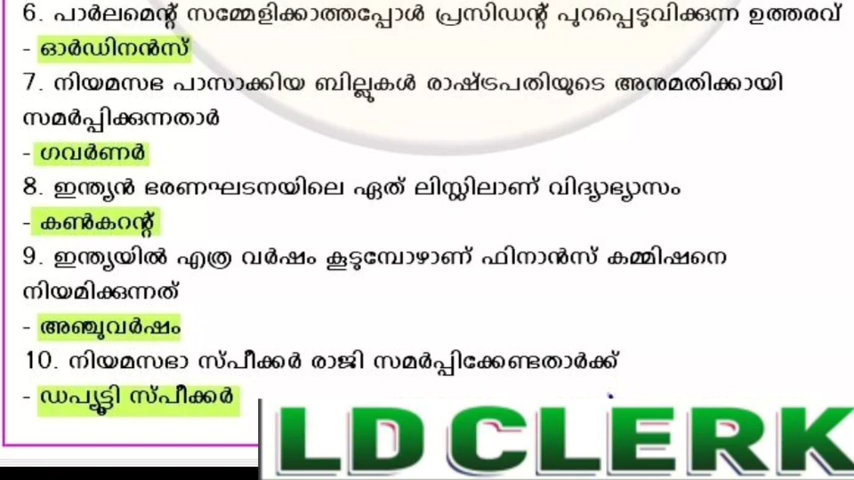 6. പാർലമെന്റ് സമ്മേളിക്കാത്തപ്പോൾ പ്രസിഡന്റ് പുറപ്പെടുവിക്കുന്ന ഉത്തരവ്
- ഓർഡിനൻസ്
7. നിയമസഭ പാസാക്കിയ ബില്ലുകൾ രാഷ്ട്രപതിയുടെ അനുമതിക്കായി
സമർപ്പിക്കുന്നതാർ
- ഗവർണർ
8. ഇന്ത്യൻ ഭരണഘടനയിലെ ഏത് ലിസ്റ്റിലാണ് വിദ്യാഭ്യാസം
- കൺകറന്റ്
9. ഇന്ത്യയിൽ എത്ര വർഷം കൂടുമ്പോഴാണ് ഫിനാൻസ് കമ്മിഷനെ
നിയമിക്കുന്നത്
- അഞ്ചുവർഷം
10. നിയമസഭാ സ്പീക്കർ രാജി സമർപ്പിക്കേണ്ടതാർക്ക്
- ഡപ്യൂട്ടി സ്പീക്കർ
LD CLERK